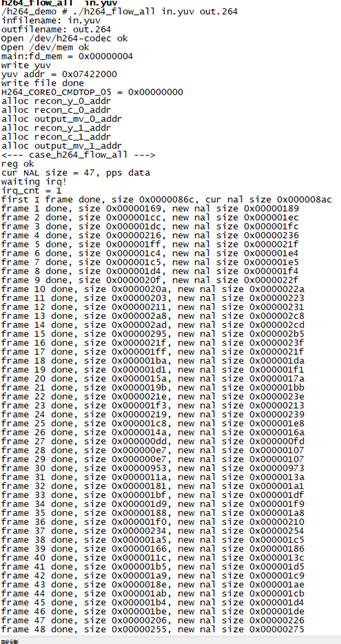 h264_flow_all in.yuv
/h264_demo # ./h264_flow_all in.yuv out.264
infilename: in.yuv
outfilename: out.264
Open /dev/h264-codec ok
Open /dev/mem ok
main:fd_mem = 0x00000004
write yuv
yuv addr = 0x07422000
write file done
H264_CORE0_CMDTOP_05 = 0x00000000
alloc recon_y_0_addr
alloc recon_c_0_addr
alloc output_mv_0_addr
alloc recon_y_1_addr
alloc recon_c_1_addr
alloc output_mv_1_addr
<--- case_h264_flow_all --->
reg ok
cur NAL size = 47, pps data
waiting irq!
irq_cnt = 1
first I frame done, size 0x0000086c, cur nal size 0x000008ac
frame 1 done, size 0x00000169, new nal size 0x00000189
frame 2 done, size 0x000001cc, new nal size 0x000001ec
frame 3 done, size 0x000001dc, new nal size 0x000001fc
frame 4 done, size 0x00000216, new nal size 0x00000236
frame 5 done, size 0x000001ff, new nal size 0x0000021f
frame 6 done, size 0x000001c4, new nal size 0x000001e4
frame 7 done, size 0x000001c5, new nal size 0x000001e5
frame 8 done, size 0x000001d4, new nal size 0x000001f4
frame 9 done, size 0x0000020f, new nal size 0x0000022f
frame 10 done, size 0x0000020a, new nal size 0x0000022a
frame 11 done, size 0x00000203, new nal size 0x00000223
frame 12 done, size 0x00000211, new nal size 0x00000231
frame 13 done, size 0x000002a8, new nal size 0x000002c8
frame 14 done, size 0x000002ad, new nal size 0x000002cd
frame 15 done, size 0x00000295, new nal size 0x000002b5
frame 16 done, size 0x0000021f, new nal size 0x0000023f
frame 17 done, size 0x000001ff, new nal size 0x0000021f
frame 18 done, size 0x000001ba, new nal size 0x000001da
frame 19 done, size 0x000001d1, new nal size 0x000001f1
frame 20 done, size 0x0000015a, new nal size 0x0000017a
frame 21 done, size 0x0000019b, new nal size 0x000001bb
frame 22 done, size 0x0000021e, new nal size 0x0000023e
frame 23 done, size 0x000001f3, new nal size 0x00000213
frame 24 done, size 0x00000219, new nal size 0x00000239
frame 25 done, size 0x000001c8, new nal size 0x000001e8
frame 26 done, size 0x0000014a, new nal size 0x0000016a
frame 27 done, size 0x000000dd, new nal size 0x000000fd
frame 28 done, size 0x000000e7, new nal size 0x00000107
frame 29 done, size 0x000000e7, new nal size 0x00000107
frame 30 done, size 0x00000953, new nal size 0x00000973
frame 31 done, size 0x0000011a, new nal size 0x0000013a
frame 32 done, size 0x00000181, new nal size 0x000001a1
frame 33 done, size 0x000001bf, new nal size 0x000001df
frame 34 done, size 0x000001d9, new nal size 0x000001f9
frame 35 done, size 0x00000188, new nal size 0x000001a8
frame 36 done, size 0x000001f0, new nal size 0x00000210
frame 37 done, size 0x00000234, new nal size 0x00000254
frame 38 done, size 0x000001a5, new nal size 0x000001c5
frame 39 done, size 0x00000166, new nal size 0x00000186
frame 40 done, size 0x0000011c, new nal size 0x0000013c
frame 41 done, size 0x000001b5, new nal size 0x000001d5
frame 42 done, size 0x000001a9, new nal size 0x000001c9
frame 43 done, size 0x0000018e, new nal size 0x000001ae
frame 44 done, size 0x000001ab, new nal size 0x000001cb
frame 45 done, size 0x000001b4, new nal size 0x000001d4
frame 46 done, size 0x000001be, new nal size 0x000001de
frame 47 done, size 0x00000206, new nal size 0x00000226
frame 48 done, size 0x00000255, new nal size 0x00000275